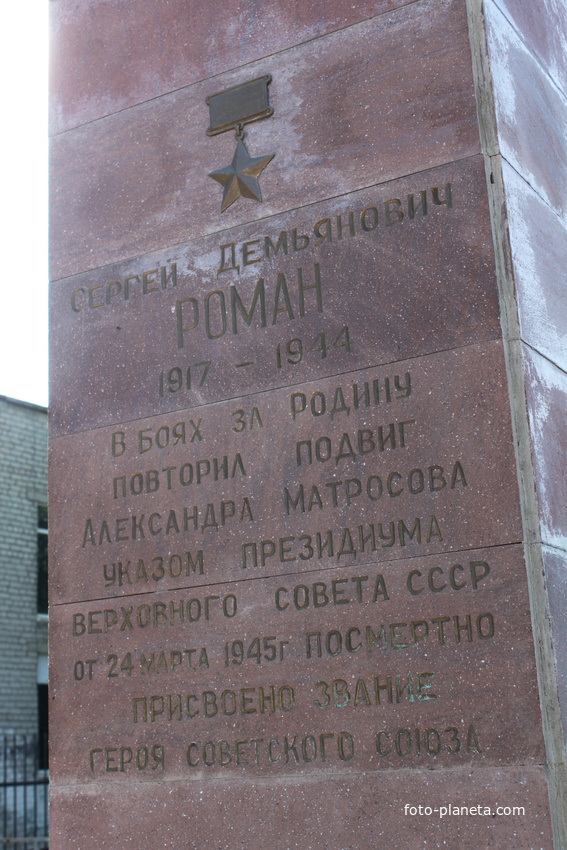 Сергей Демьянович
РОМАН
1917 - 1944
В боях за Родину
повторил подвиг
Александра Матросова
указом президиума
Верховного Совета СССР
от 24 марта 1945г посмертно
присвоено звание
Героя Советского Союза
foto-planeta.com